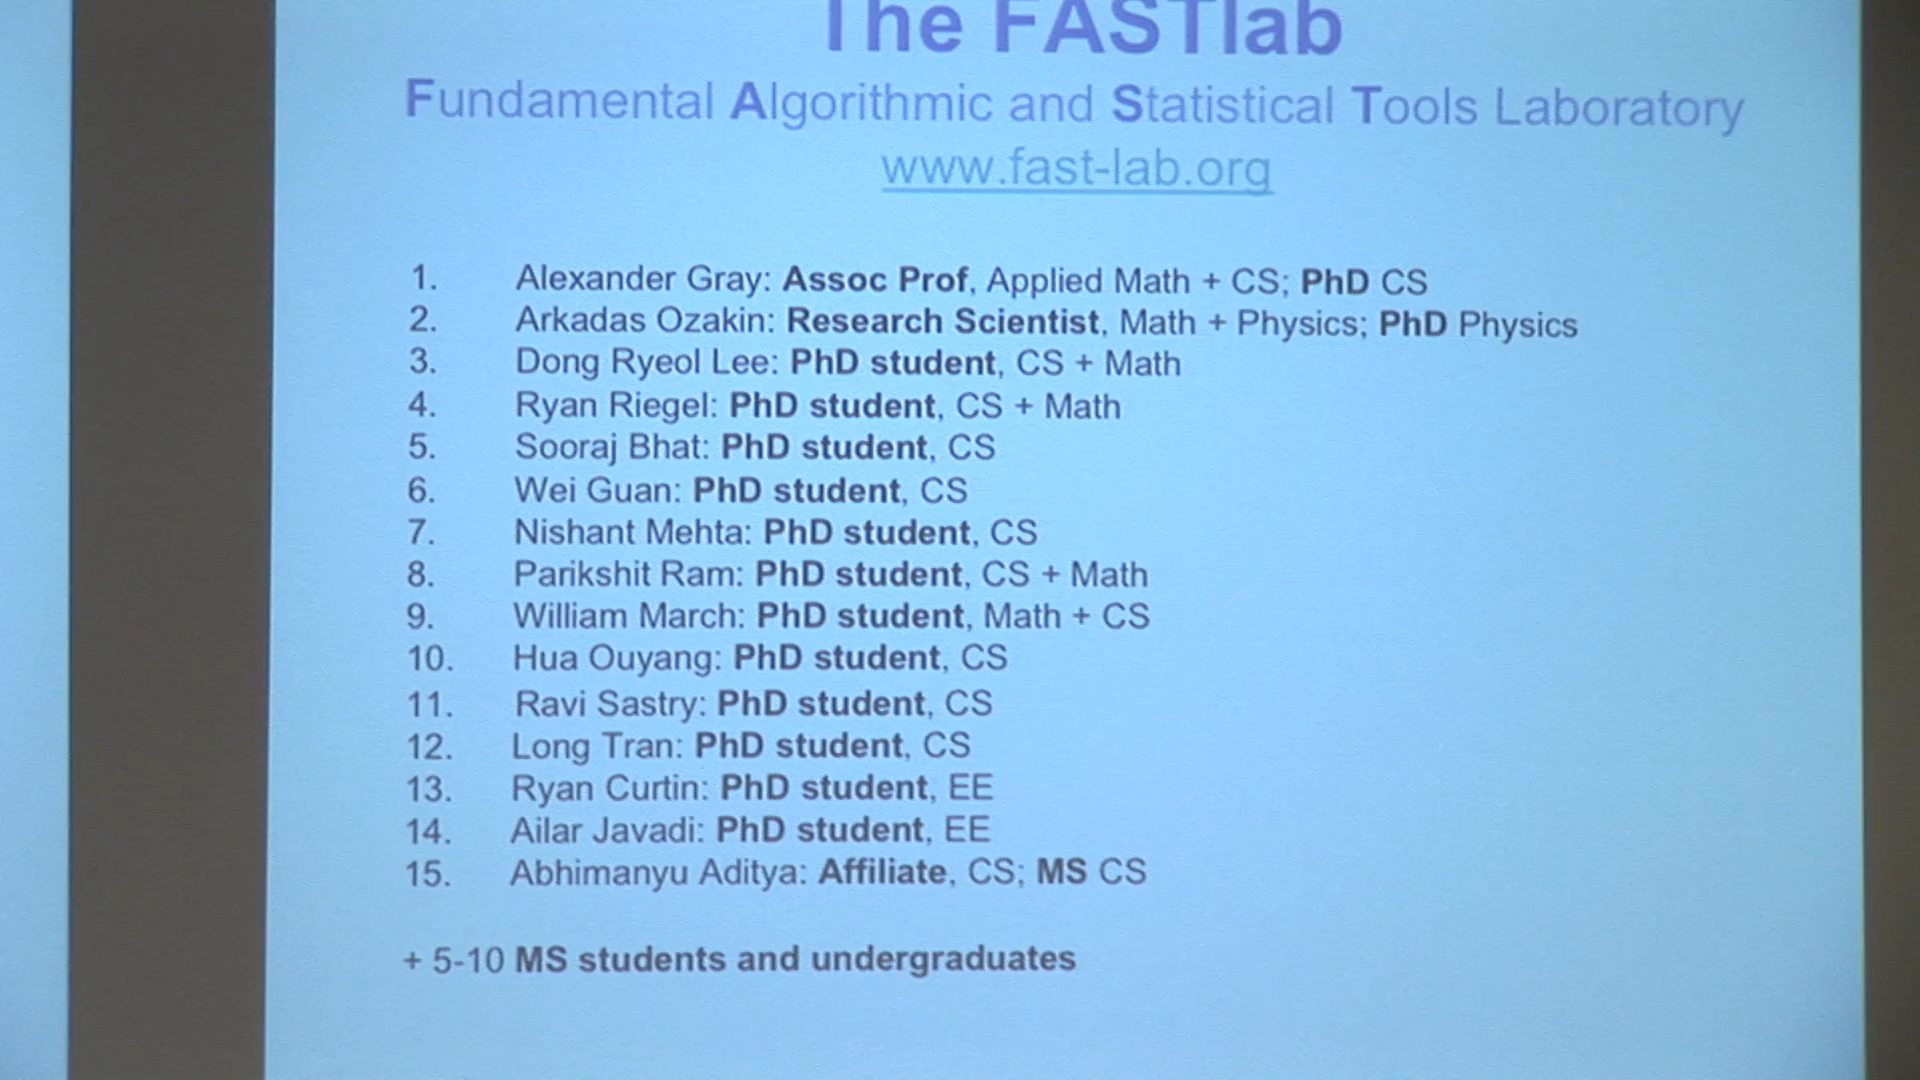 The FASTlab
Fundamental Algorithmic and Statistical Tools Laboratory
www.fast-lab.org
1. Alexander Gray: Assoc Prof, Applied Math + CS; PhD CS
2. Arkadas Ozakin: Research Scientist, Math + Physics; PhD Physics
3. Dong Ryeol Lee: PhD student, CS + Math
4. Ryan Riegel: PhD student, CS + Math
5. Sooraj Bhat: PhD student, CS
6. Wei Guan: PhD student, CS
7. Nishant Mehta: PhD student, CS
8. Parikshit Ram: PhD student, CS + Math
9. William March: PhD student, Math + CS
10. Hua Ouyang: PhD student, CS
11. Ravi Sastry: PhD student, CS
12. Long Tran: PhD student, CS
13. Ryan Curtin: PhD student, EE
14. Ailar Javadi: PhD student, EE
15. Abhimanyu Aditya: Affiliate, CS; MS CS
+ 5-10 MS students and undergraduates